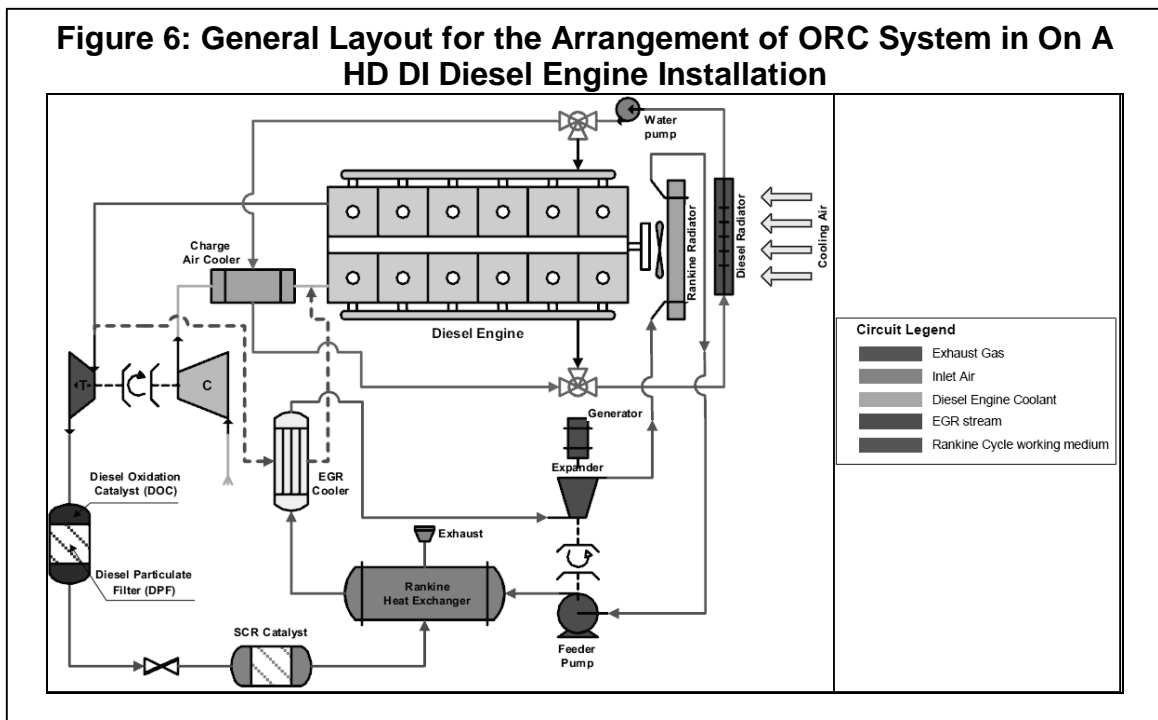 Figure 6: General Layout for the Arrangement of ORC System in On A
HD DI Diesel Engine Installation
Water
pump
Charge
Air Cooler
Diesel Engine
Rankine Radiator
Diesel Radiator
Cooling Air
T
C
Generator
Expander
EGR
Cooler
Diesel Oxidation
Catalyst (DOC)
Exhaust
Diesel Particulate
Filter (DPF)
Rankine
Heat Exchanger
SCR Catalyst
Feeder
Pump
Circuit Legend
Exhaust Gas
Inlet Air
Diesel Engine Coolant
EGR stream
Rankine Cycle working medium